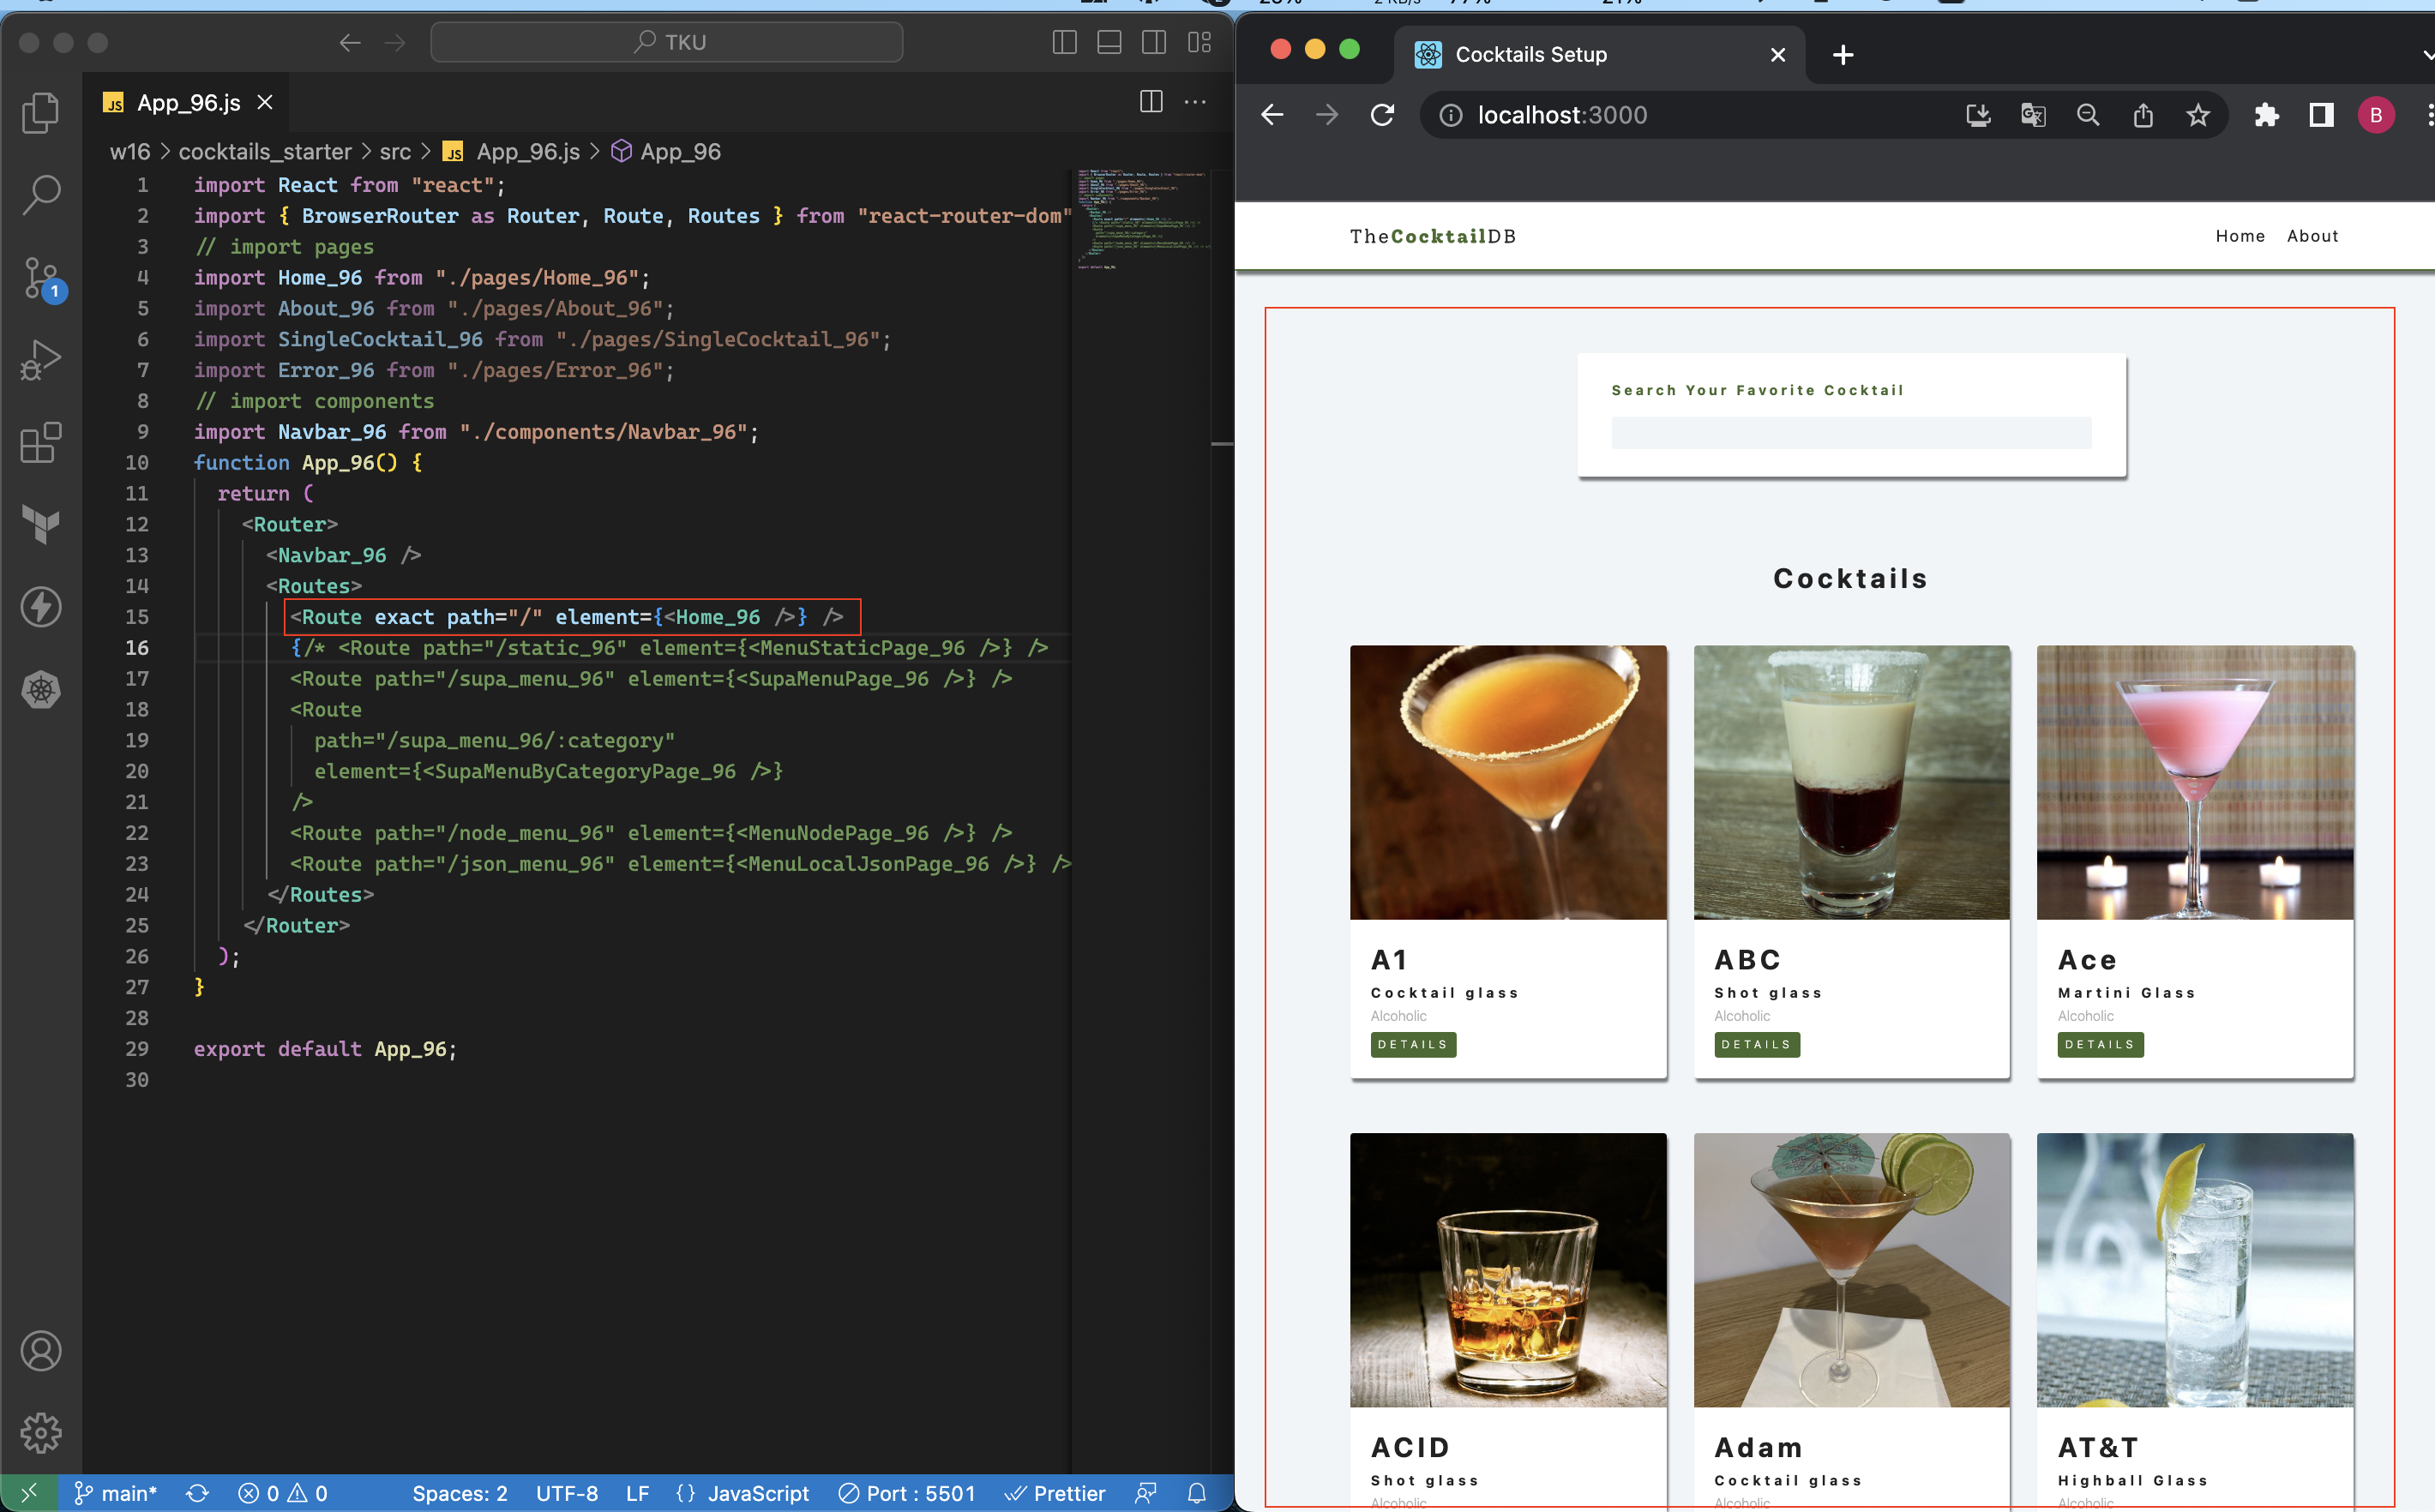 TKU
App_96.js
w16 > cocktails_starter > src > JS App_96.js > App_96
1 import React from "react";
2 import { BrowserRouter as Router, Route, Routes } from "react-router-dom"
3 // import pages
4 import Home_96 from "./pages/Home_96";
5 import About_96 from "./pages/About_96";
6 import SingleCocktail_96 from "./pages/SingleCocktail_96";
7 import Error_96 from "./pages/Error_96";
8 // import components
9 import Navbar_96 from "./components/Navbar_96";
10 function App_96() {
11 return (
12 <Router>
13 <Navbar_96 />
14 <Routes>
15 <Route exact path="/" element={<Home_96 />} />
16 {/* <Route path="/static_96" element={<MenuStaticPage_96 />} />
17 <Route path="/supa_menu_96" element={<SupaMenuPage_96 />} />
18 <Route
19 path="/supa_menu_96/:category"
20 element={<SupaMenuByCategoryPage_96 />}
21 />
22 <Route path="/node_menu_96" element={<MenuNodePage_96 />} />
23 <Route path="/json_menu_96" element={<MenuLocalJsonPage_96 />} />
24 </Routes>
25 </Router>
26 );
27 }
28
29 export default App_96;
30
1
main* 0 0 Spaces: 2 UTF-8 LF {} JavaScript Port : 5501 Prettier
Cocktails Setup
localhost:3000
B
TheCocktailDB
Home About
Search Your Favorite Cocktail
Cocktails
A1
Cocktail glass
Alcoholic
DETAILS
ABC
Shot glass
Alcoholic
DETAILS
Ace
Martini Glass
Alcoholic
DETAILS
ACID
Shot glass
Alcoholic
Adam
Cocktail glass
Alcoholic
AT&T
Highball Glass
Alcoholic